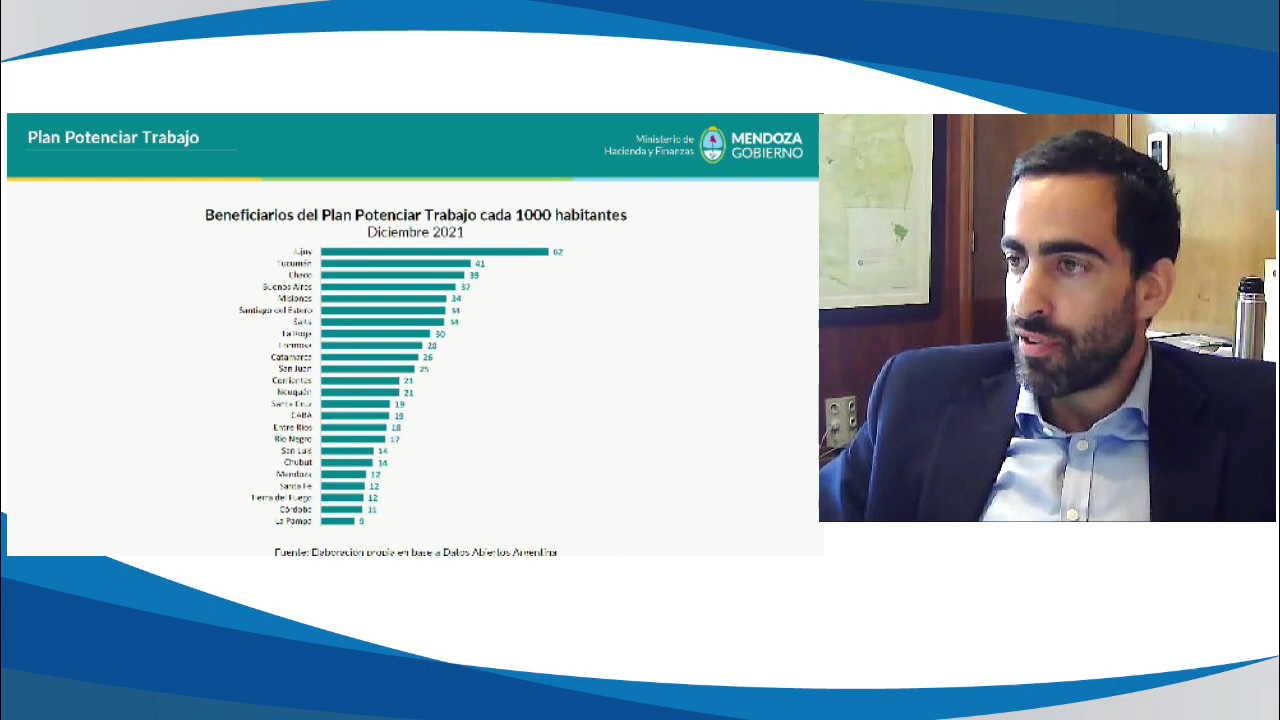 Plan Potenciar Trabajo
Ministerio de
Hacienda y Finanzas
MENDOZA
GOBIERNO
Beneficiarios del Plan Potenciar Trabajo cada 1000 habitantes
Diciembre 2021
Jujuy 62
Tucumán 41
Chaco 39
Buenos Aires 37
Misiones 34
Santiago del Estero 34
Salta 34
La Rioja 30
Formosa 28
Catamarca 26
San Juan 25
Corrientes 21
Neuquén 21
Santa Cruz 19
CABA 19
Entre Ríos 18
Río Negro 17
San Luis 14
Chubut 14
Mendoza 12
Santa Fe 12
Tierra del Fuego 12
Córdoba 11
La Pampa 9
Fuente: Elaboración propia en base a Datos Abiertos Argentina